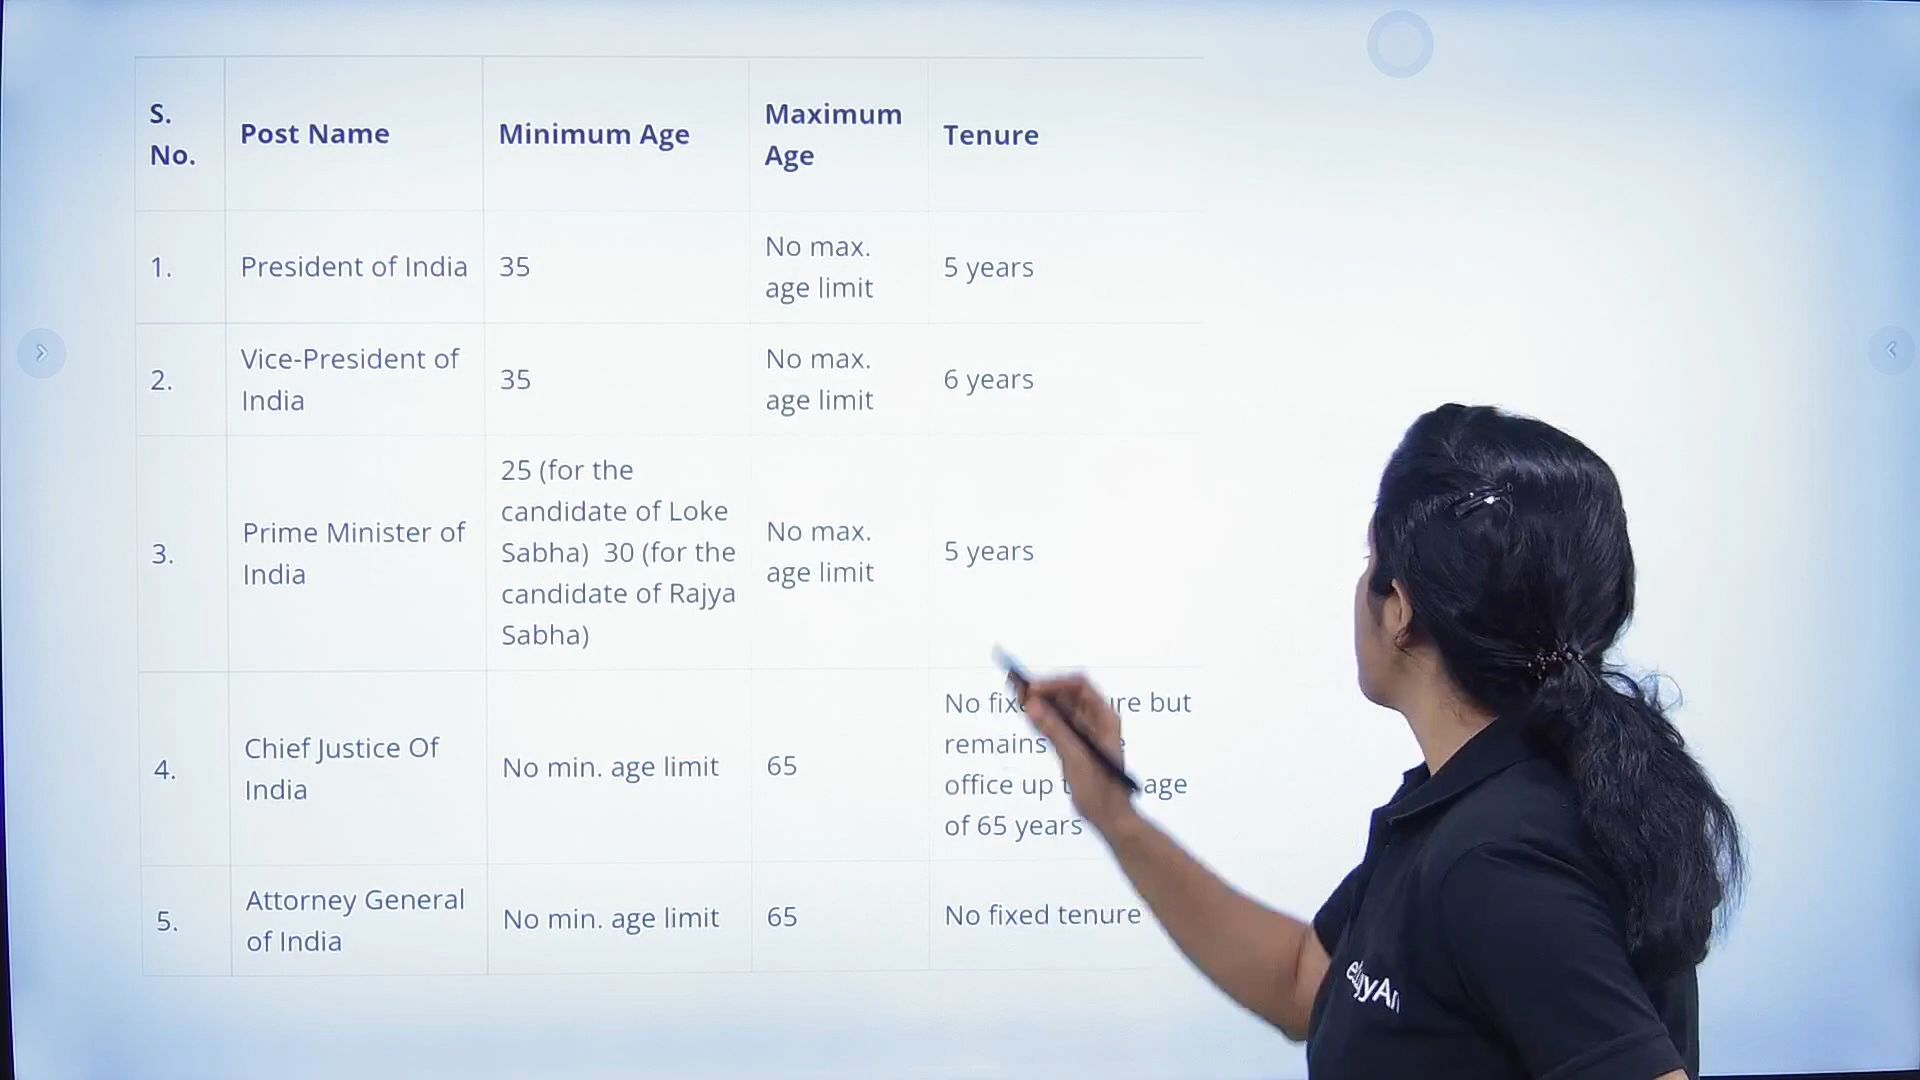 S.
No.
Post Name
Minimum Age
Maximum
Age
Tenure
1.
President of India
35
No max.
age limit
5 years
2.
Vice-President of
India
35
No max.
age limit
6 years
3.
Prime Minister of
India
25 (for the
candidate of Loke
Sabha) 30 (for the
candidate of Rajya
Sabha)
No max.
age limit
5 years
4.
Chief Justice Of
India
No min. age limit
65
No but
remains
office up age
of 65 years
5.
Attorney General
of India
No min. age limit
65
No fixed tenure